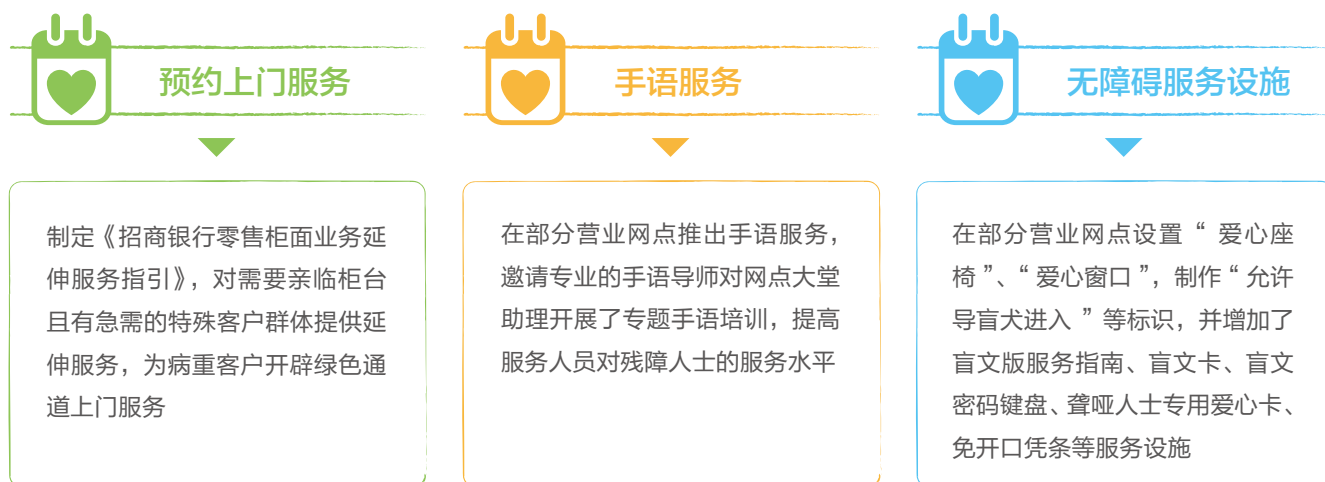 预约上门服务
制定《招商银行零售柜面业务延
伸服务指引》，对需要亲临柜台
且有急需的特殊客户群体提供延
伸服务，为病重客户开辟绿色通
道上门服务
手语服务
在部分营业网点推出手语服务，
邀请专业的手语导师对网点大堂
助理开展了专题手语培训，提高
服务人员对残障人士的服务水平
无障碍服务设施
在部分营业网点设置“爱心座
椅”、“爱心窗口”，制作“允许
导盲犬进入”等标识，并增加了
盲文版服务指南、盲文卡、盲文
密码键盘、聋哑人士专用爱心卡、
免开口凭条等服务设施